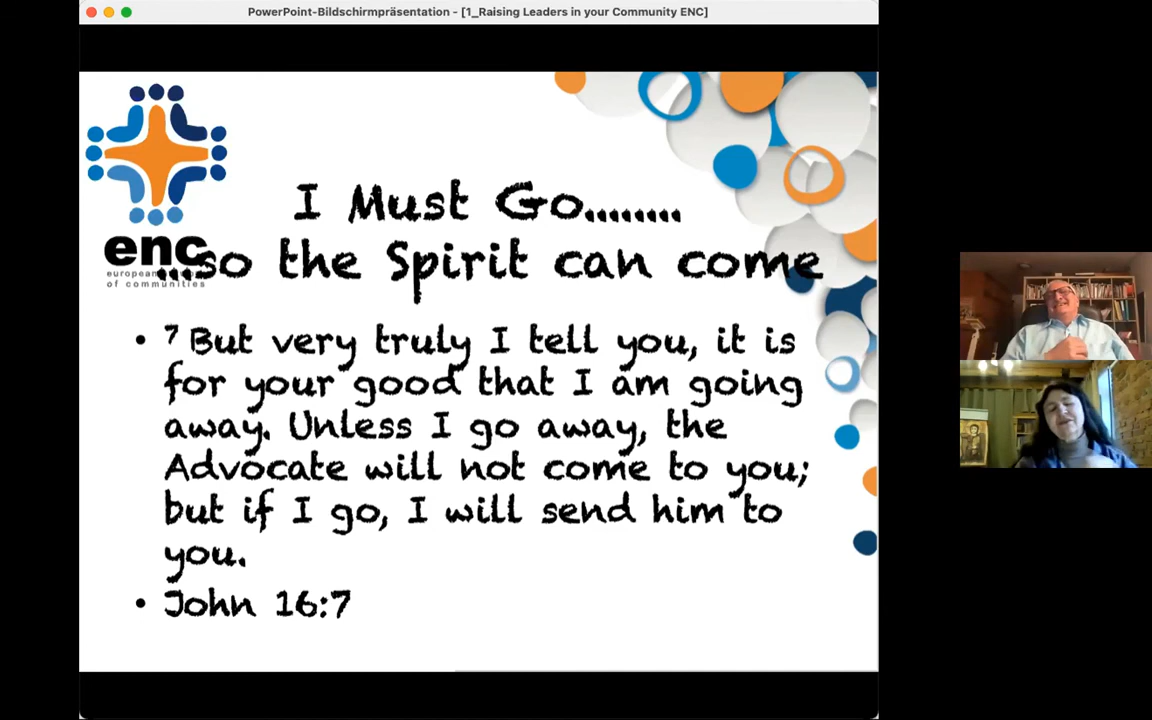 PowerPoint-Bildschirmpräsentation - [1_Raising Leaders in your Community ENC]
I Must Go........
...so the Spirit can come
enc
european
of communities
• 7 But very truly I tell you, it is
for your good that I am going
away. Unless I go away, the
Advocate will not come to you;
but if I go, I will send him to
you.
• John 16:7